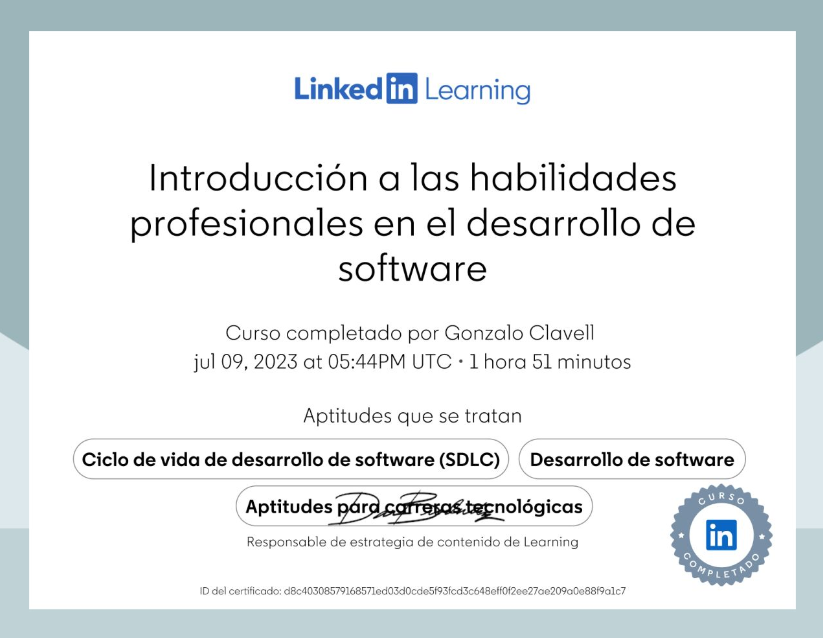 LinkedIn Learning
Introducción a las habilidades
profesionales en el desarrollo de
software
Curso completado por Gonzalo Clavell
jul 09, 2023 at 05:44PM UTC • 1 hora 51 minutos
Aptitudes que se tratan
Ciclo de vida de desarrollo de software (SDLC)
Desarrollo de software
Aptitudes para carreras tecnológicas
Responsable de estrategia de contenido de Learning
CURSO
in
COMPLETADO
ID del certificado: d8c40308579168571ed03d0cde5f93fcd3c648eff0f2ee27ae209a0e88f9a1c7